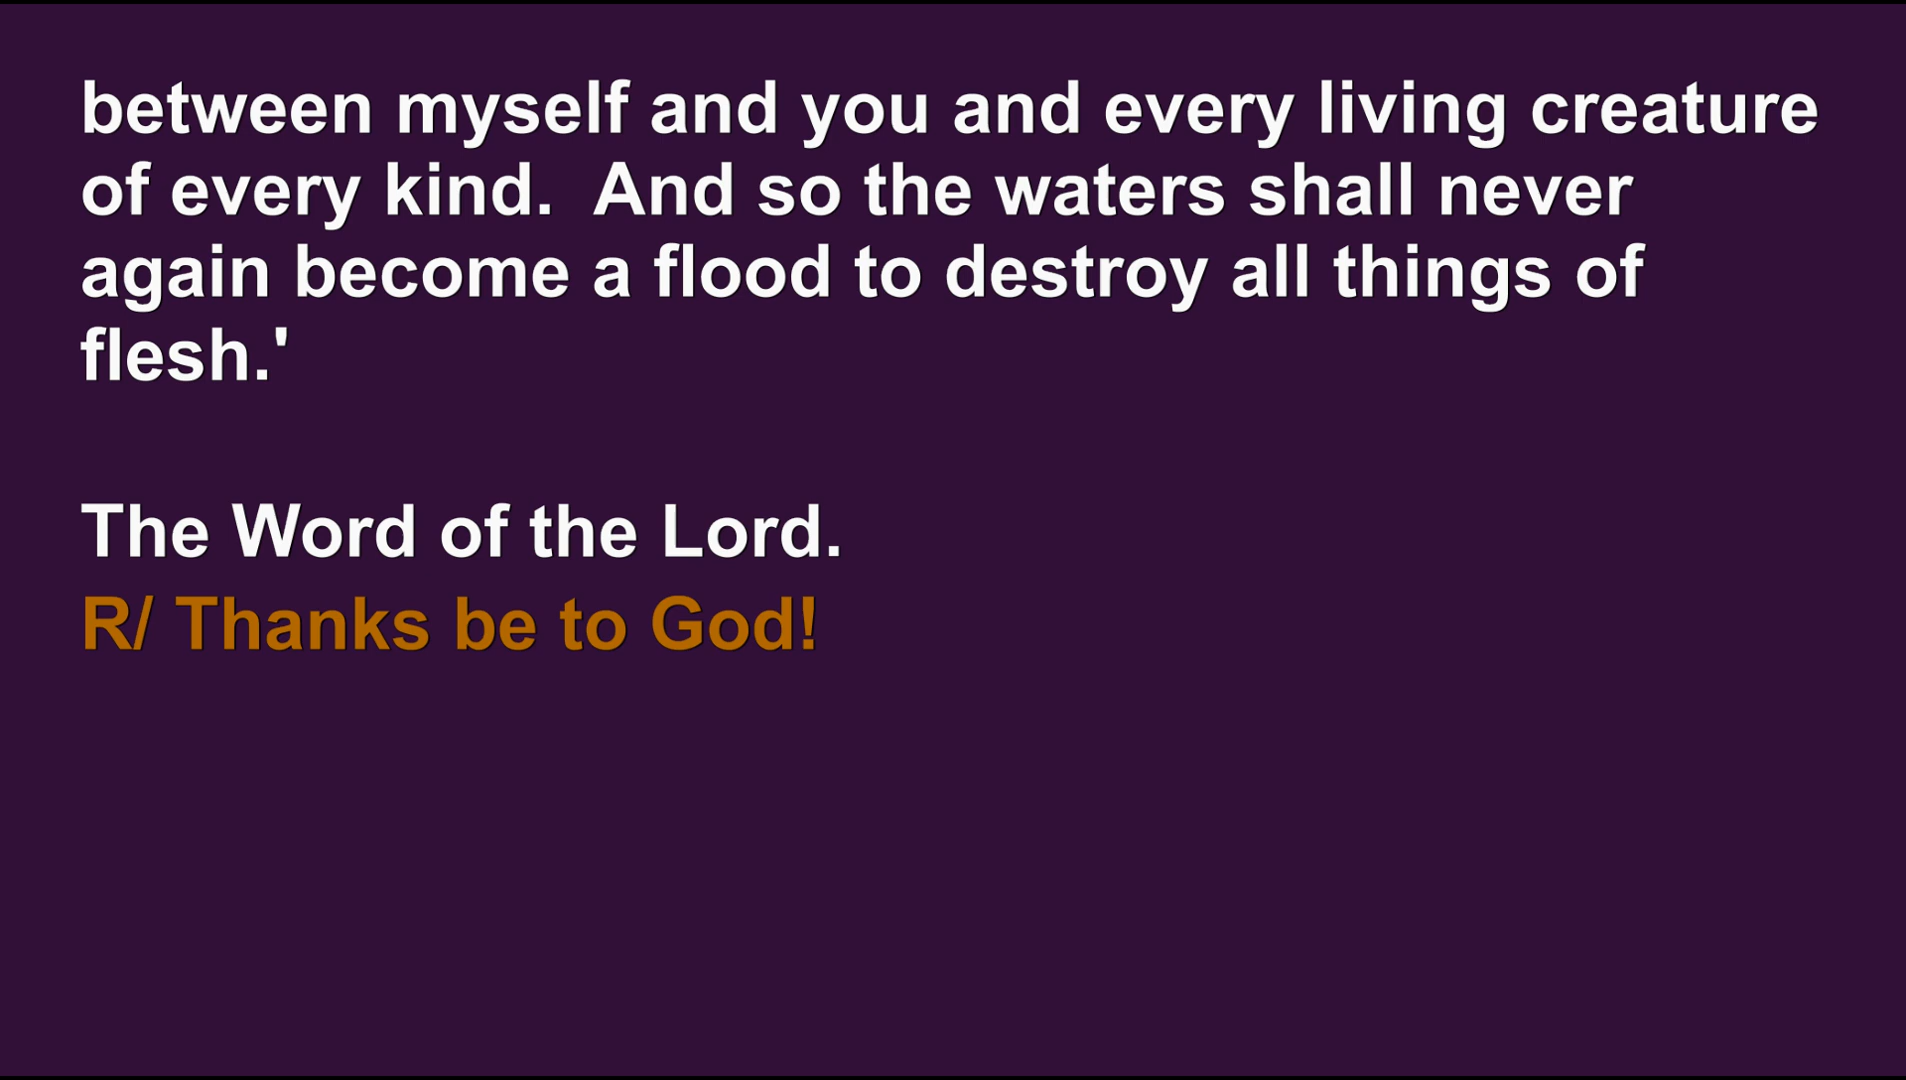 between myself and you and every living creature
of every kind.  And so the waters shall never
again become a flood to destroy all things of
flesh.'
The Word of the Lord.
R/ Thanks be to God!